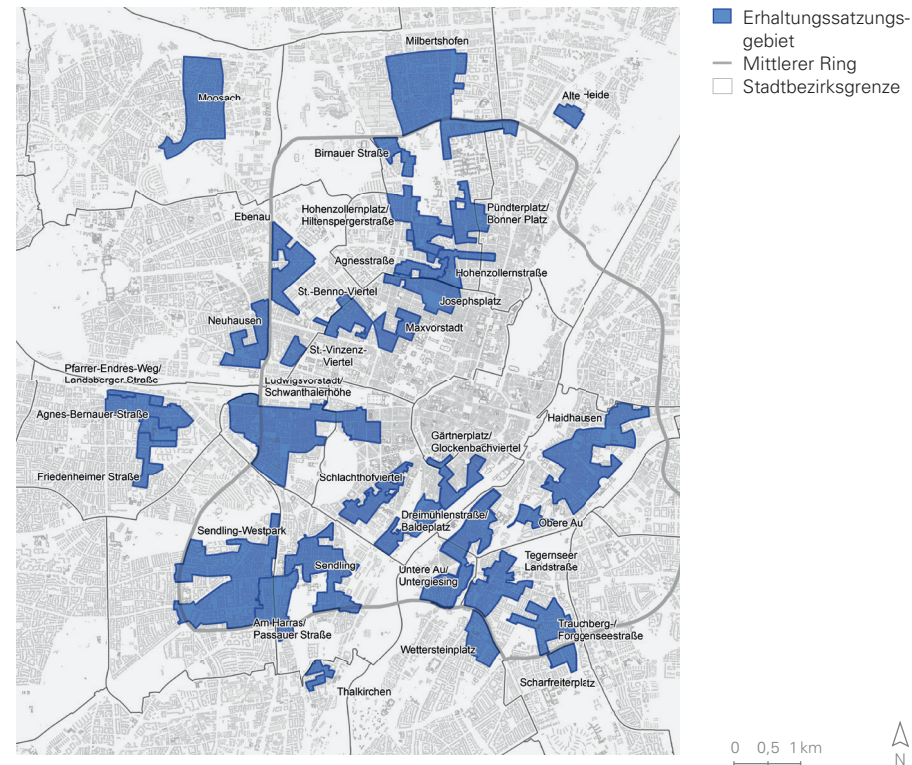 Milbertshofen
Moosach
Alte Heide
Birnauer Straße
Hohenzollernplatz/
Hiltenspergerstraße
Pündterplatz/
Bonner Platz
Ebenau
Agnesstraße
Hohenzollernstraße
St.-Benno-Viertel
Josephsplatz
Neuhausen
Maxvorstadt
St.-Vinzenz-
Viertel
Pfarrer-Endres-Weg/
Landsberger Straße
Ludwigsvorstadt/
Schwanthalerhöhe
Agnes-Bernauer-Straße
Haidhausen
Gärtnerplatz/
Glockenbachviertel
Friedenheimer Straße
Schlachthofviertel
Dreimühlenstraße/
Baldeplatz
Obere Au
Sendling-Westpark
Sendling
Tegernseer
Landstraße
Untere Au/
Untergiesing
Am Harras/
Passauer Straße
Trauchberg-/
Forggenseestraße
Wettersteinplatz
Scharfreiterplatz
Thalkirchen
Erhaltungssatzungs-
gebiet
Mittlerer Ring
Stadtbezirksgrenze
0 0,5 1 km
N